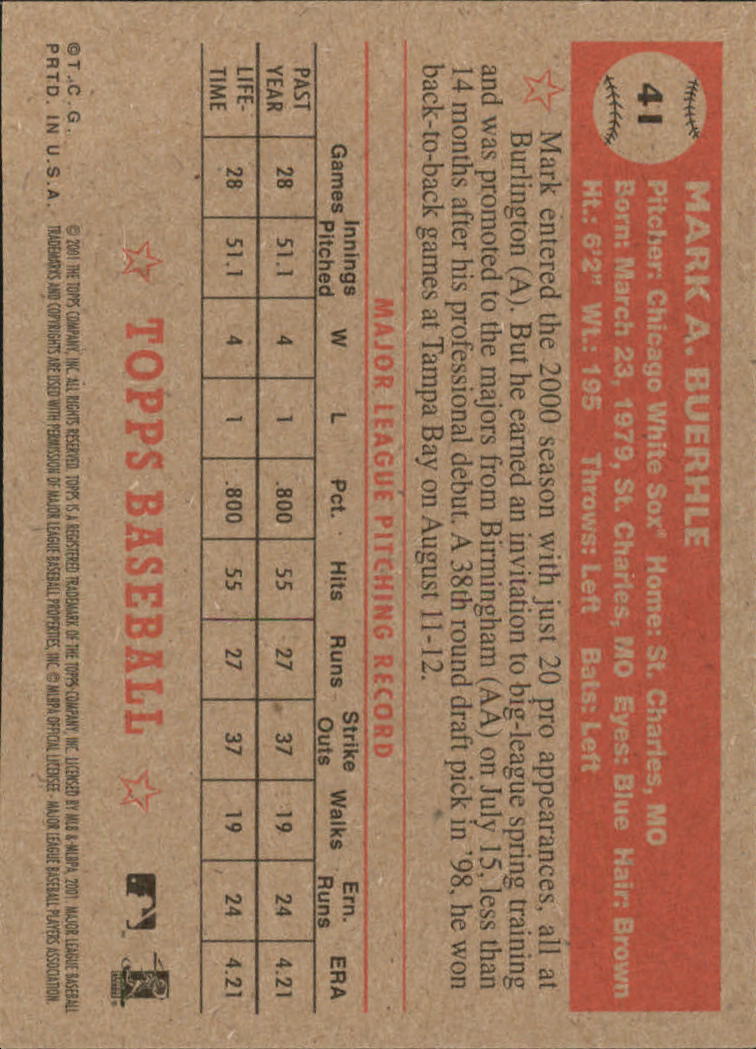 41
MARK A. BUERHLE
Pitcher: Chicago White Sox® Home: St. Charles, MO
Born: March 23, 1979, St. Charles, MO Eyes: Blue Hair: Brown
Ht.: 6'2" Wt.: 195 Throws: Left Bats: Left
Mark entered the 2000 season with just 20 pro appearances, all at
Burlington (A). But he earned an invitation to big-league spring training
and was promoted to the majors from Birmingham (AA) on July 15, less than
14 months after his professional debut. A 38th round draft pick in '98, he won
back-to-back games at Tampa Bay on August 11-12.
MAJOR LEAGUE PITCHING RECORD
Games Innings Pitched W L Pct. Hits Runs Strike Outs Walks Ern. Runs ERA
PAST YEAR 28 51.1 4 1 .800 55 27 37 19 24 4.21
LIFE-TIME 28 51.1 4 1 .800 55 27 37 19 24 4.21
TOPPS BASEBALL
© T. C. G. © 2001 THE TOPPS COMPANY, INC. ALL RIGHTS RESERVED. TOPPS IS A REGISTERED TRADEMARK OF THE TOPPS COMPANY, INC. LICENSED BY MLB & MLBPA, 2001. MAJOR LEAGUE BASEBALL
PRTD. IN U.S.A. TRADEMARKS AND COPYRIGHTS ARE USED WITH PERMISSION OF MAJOR LEAGUE BASEBALL PROPERTIES, INC. © MLBPA OFFICIAL LICENSEE - MAJOR LEAGUE BASEBALL PLAYERS ASSOCIATION.